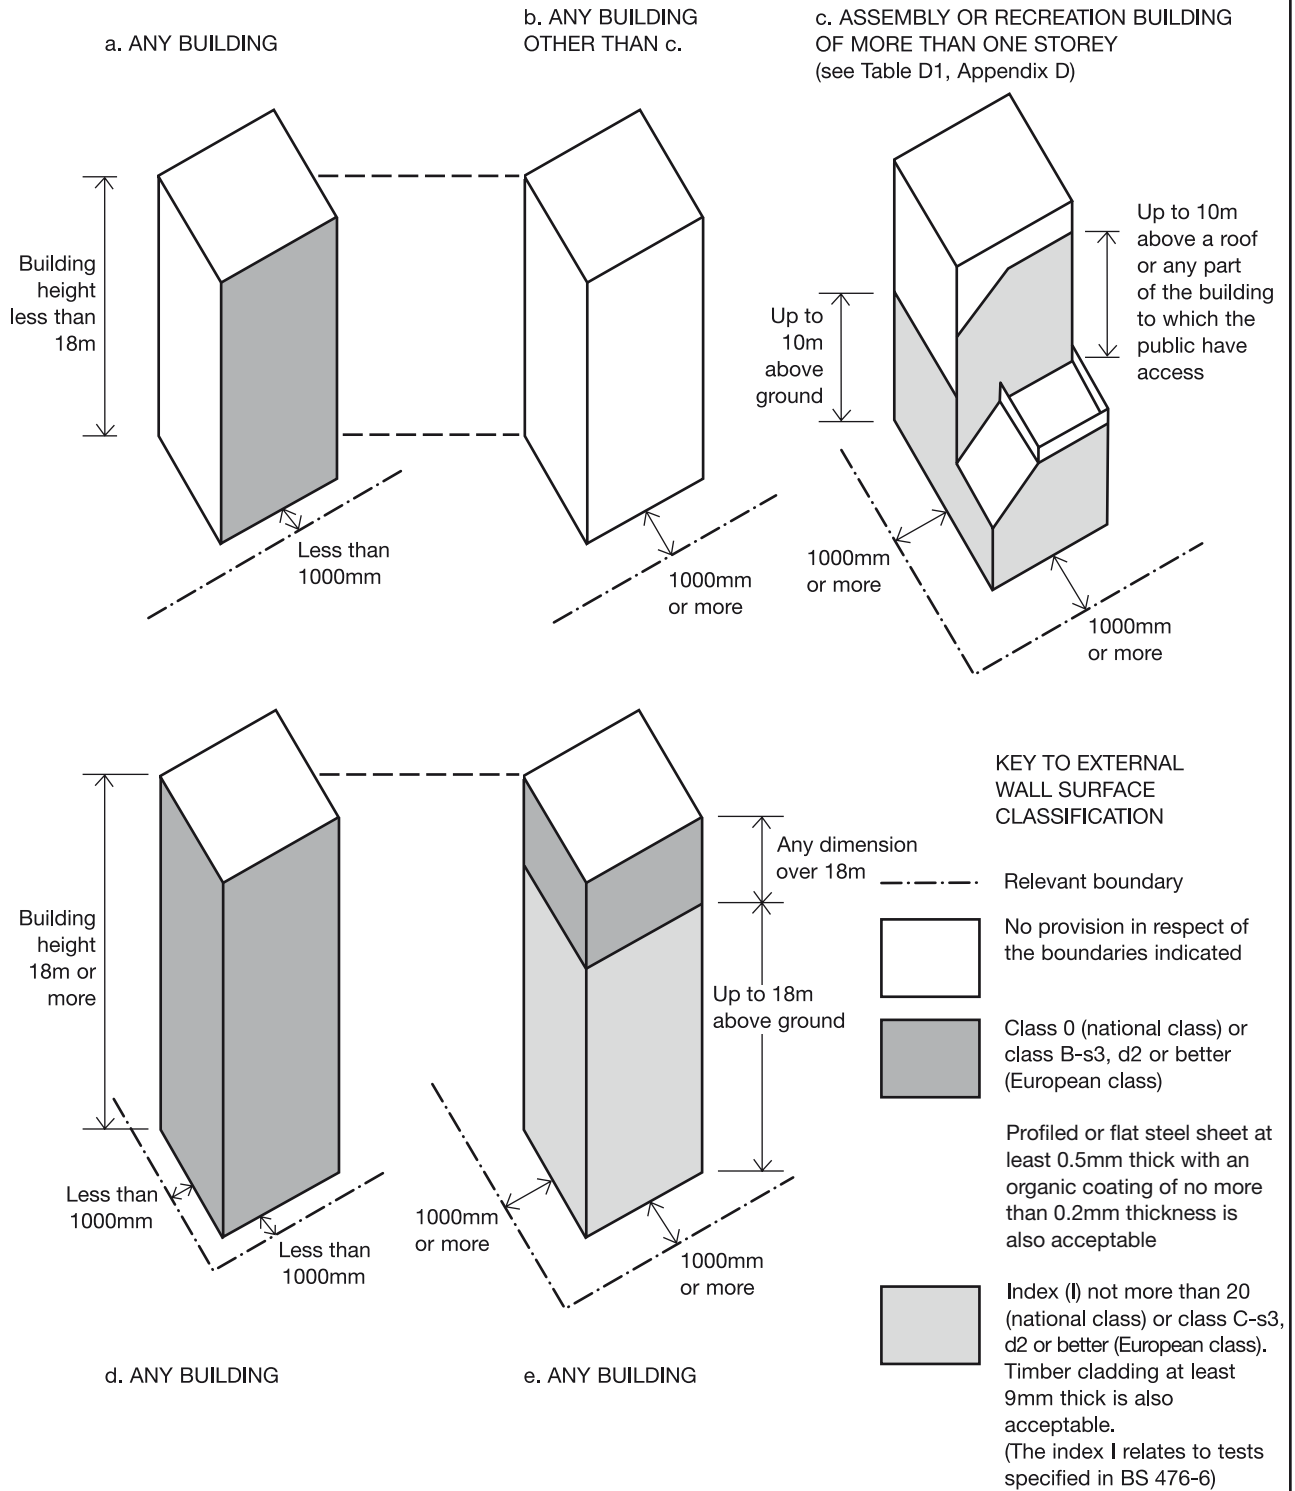 a. ANY BUILDING
b. ANY BUILDING
OTHER THAN c.
c. ASSEMBLY OR RECREATION BUILDING
OF MORE THAN ONE STOREY
(see Table D1, Appendix D)
Building
height
less than
18m
Less than
1000mm
1000mm
or more
Up to
10m
above
ground
Up to 10m
above a roof
or any part
of the building
to which the
public have
access
1000mm
or more
1000mm
or more
Building
height
18m or
more
Less than
1000mm
Less than
1000mm
d. ANY BUILDING
Any dimension
over 18m
Up to 18m
above ground
1000mm
or more
1000mm
or more
e. ANY BUILDING
KEY TO EXTERNAL
WALL SURFACE
CLASSIFICATION
Relevant boundary
No provision in respect of
the boundaries indicated
Class 0 (national class) or
class B-s3, d2 or better
(European class)
Profiled or flat steel sheet at
least 0.5mm thick with an
organic coating of no more
than 0.2mm thickness is
also acceptable
Index (I) not more than 20
(national class) or class C-s3,
d2 or better (European class).
Timber cladding at least
9mm thick is also
acceptable.
(The index I relates to tests
specified in BS 476-6)